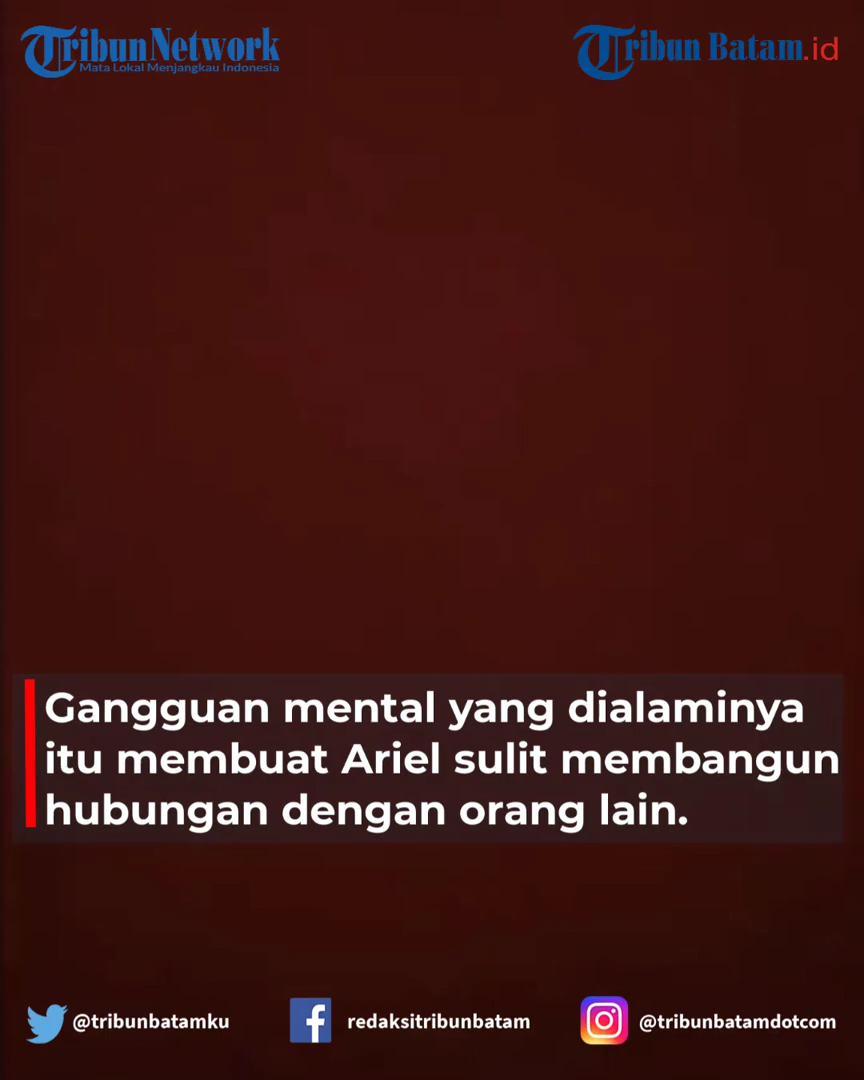 TribunNetwork
Mata Lokal Menjangkau Indonesia
Tribun Batam.id
Gangguan mental yang dialaminya
itu membuat Ariel sulit membangun
hubungan dengan orang lain.
@tribunbatamku
redaksitribunbatam
@tribunbatamdotcom